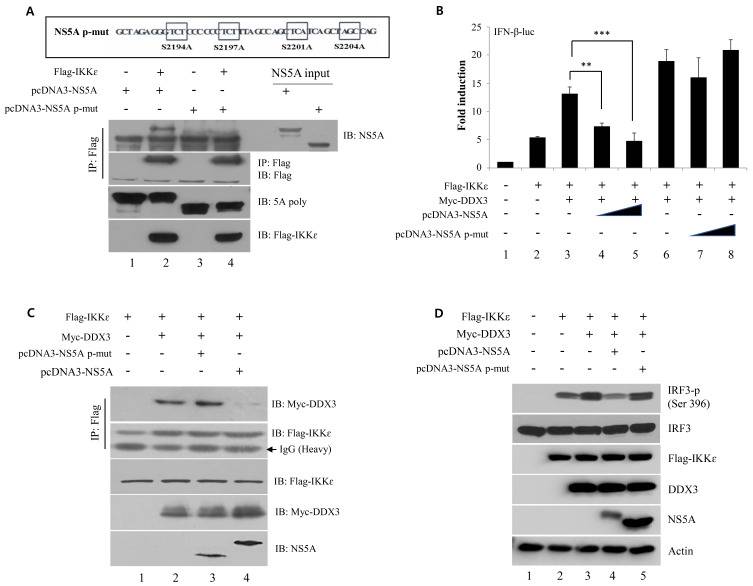 A
NS5A p-mut GCTAGAGGGTCTCCCCCCTCTTTAGCCAGCTCATCAGCTAGCCAG
S2194A S2197A S2201A S2204A
Flag-IKKε - + - +
pcDNA3-NS5A + + - -
pcDNA3-NS5A p-mut - - + +
NS5A input
+
+
IP: Flag
IB: NS5A
IP: Flag
IB: Flag
IB: 5A poly
IB: Flag-IKKε
1 2 3 4
B
IFN-β-luc
Fold induction
25
20
15
10
5
0
***
**
Flag-IKKε - + + + + + + +
Myc-DDX3 - - + + + + + +
pcDNA3-NS5A - - - - - -
pcDNA3-NS5A p-mut - - - - - -
1 2 3 4 5 6 7 8
C
Flag-IKKε + + + +
Myc-DDX3 - + + +
pcDNA3-NS5A p-mut - - + -
pcDNA3-NS5A - - - +
IP: Flag
IB: Myc-DDX3
IB: Flag-IKKε
IgG (Heavy)
IB: Flag-IKKε
IB: Myc-DDX3
IB: NS5A
1 2 3 4
D
Flag-IKKε - + + + +
Myc-DDX3 - - + + +
pcDNA3-NS5A - - - + -
pcDNA3-NS5A p-mut - - - - +
IRF3-p
(Ser 396)
IRF3
Flag-IKKε
DDX3
NS5A
Actin
1 2 3 4 5